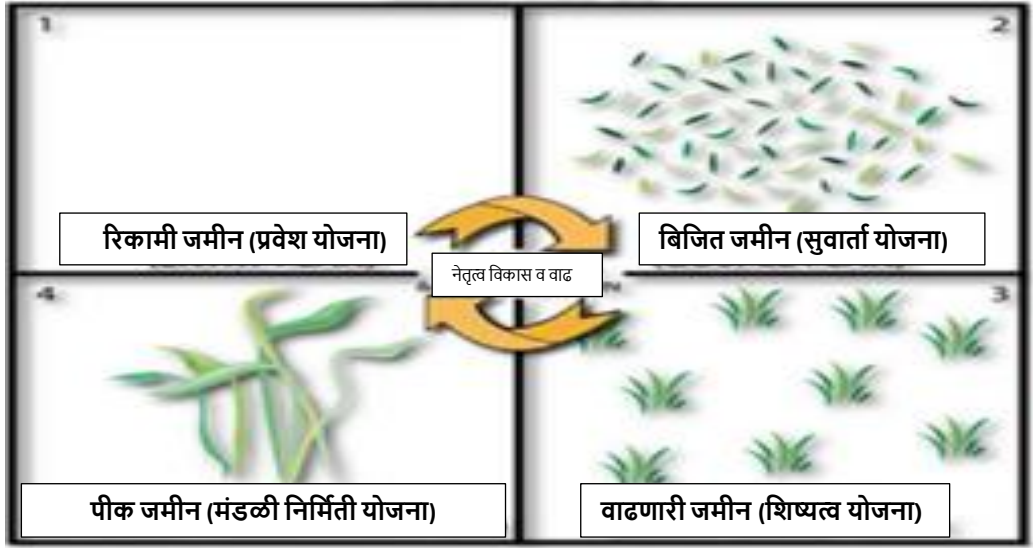 1
2
रिकामी जमीन (प्रवेश योजना)
बिजित जमीन (सुवार्ता योजना)
नेतृत्व विकास व वाढ
4
3
पीक जमीन (मंडळी निर्मिती योजना)
वाढणारी जमीन (शिष्यत्व योजना)